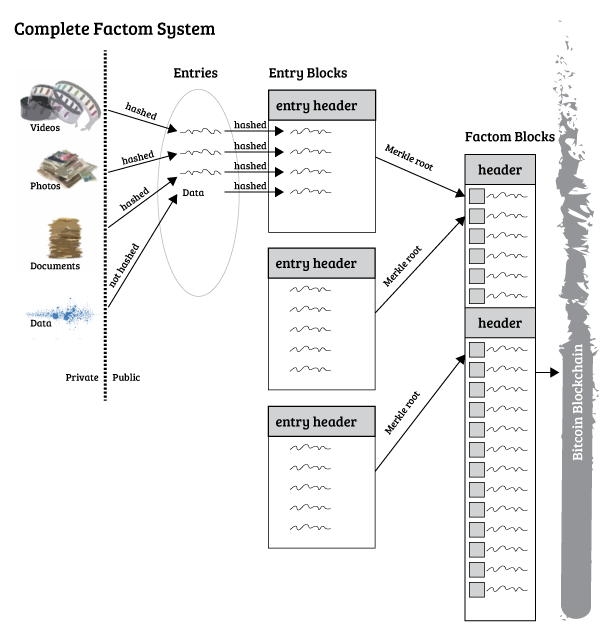 Complete Factom System
Entries
Entry Blocks
Factom Blocks
Videos
Photos
Documents
Data
Private
Public
hashed
hashed
hashed
not hashed
Data
hashed
hashed
hashed
hashed
entry header
entry header
entry header
Merkle root
Merkle root
Merkle root
header
header
Bitcoin Blockchain